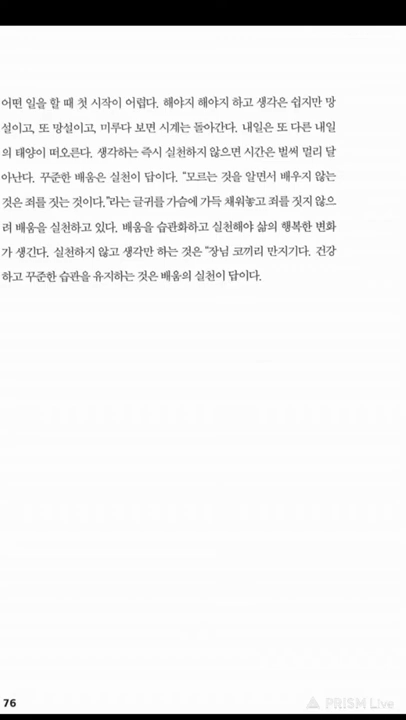 어떤 일을 할 때 첫 시작이 어렵다. 해야지 해야지 하고 생각은 쉽지만 망
설이고, 또 망설이고, 미루다 보면 시계는 돌아간다. 내일은 또 다른 내일
의 태양이 떠오른다. 생각하는 즉시 실천하지 않으면 시간은 벌써 멀리 달
아난다. 꾸준한 배움은 실천이 답이다. “모르는 것을 알면서 배우지 않는
것은 죄를 짓는 것이다.”라는 글귀를 가슴에 가득 채워놓고 죄를 짓지 않으
려 배움을 실천하고 있다. 배움을 습관화하고 실천해야 삶의 행복한 변화
가 생긴다. 실천하지 않고 생각만 하는 것은 “장님 코끼리 만지기다. 건강
하고 꾸준한 습관을 유지하는 것은 배움의 실천이 답이다.
76
PRISM Live